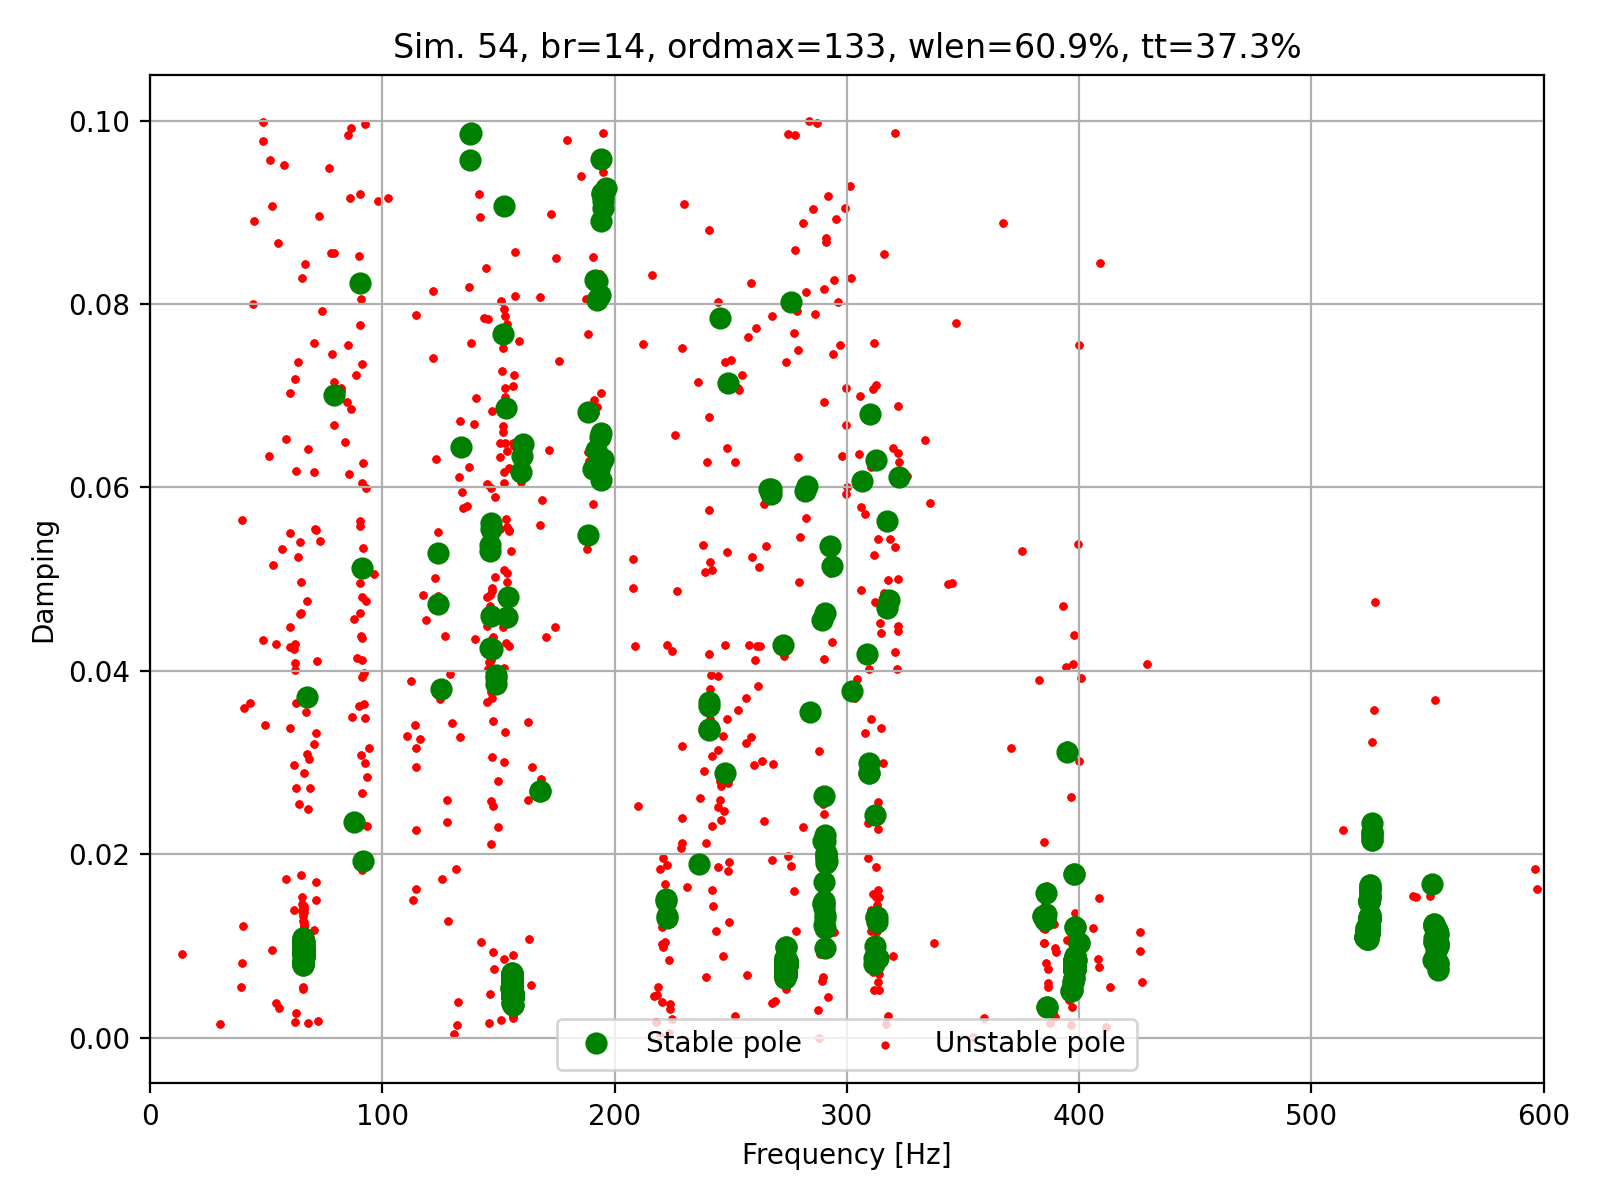 Sim. 54, br=14, ordmax=133, wlen=60.9%, tt=37.3%
0.10
0.08
0.06
0.04
0.02
0.00
Damping
Stable pole Unstable pole
0 100 200 300 400 500 600
Frequency [Hz]